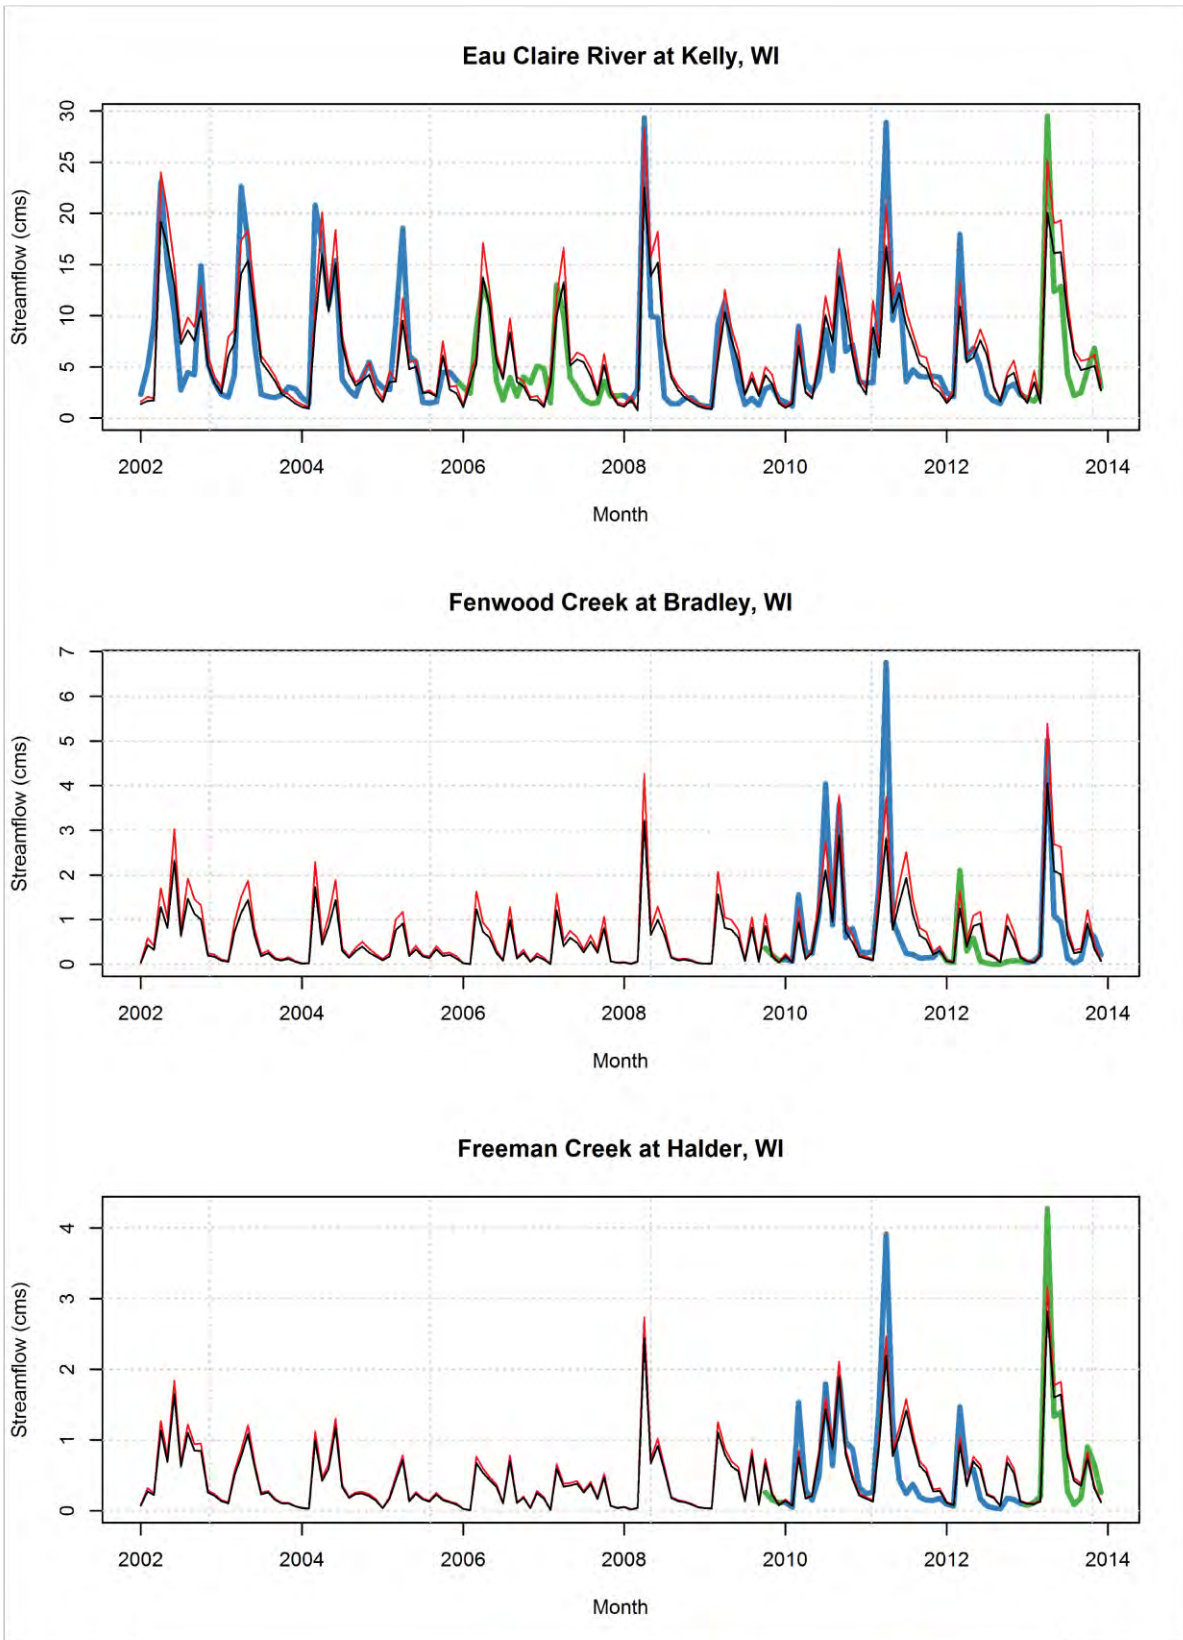 Eau Claire River at Kelly, WI
Streamflow (cms)
30
25
20
15
10
5
0
2002 2004 2006 2008 2010 2012 2014
Month
Fenwood Creek at Bradley, WI
Streamflow (cms)
7
6
5
4
3
2
1
0
2002 2004 2006 2008 2010 2012 2014
Month
Freeman Creek at Halder, WI
Streamflow (cms)
4
3
2
1
0
2002 2004 2006 2008 2010 2012 2014
Month